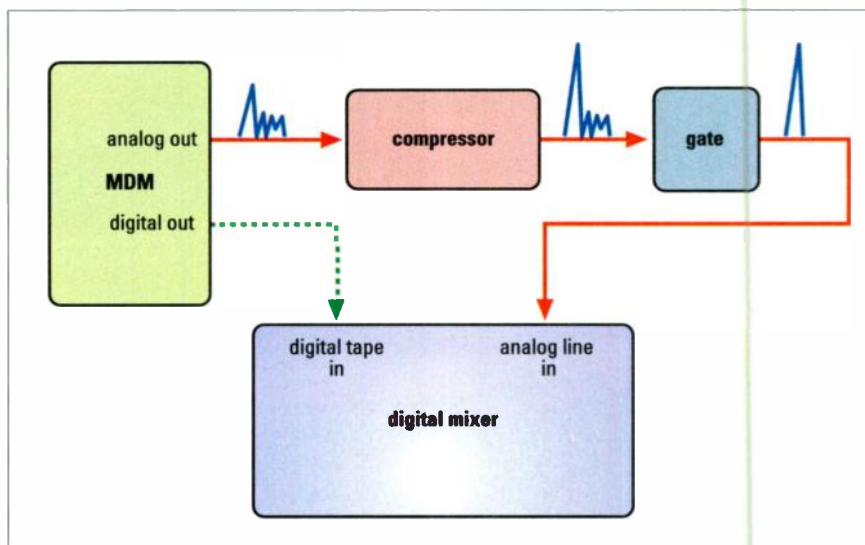 analog out
MDM
digital out
compressor
gate
digital tape
in
analog line
in
digital mixer